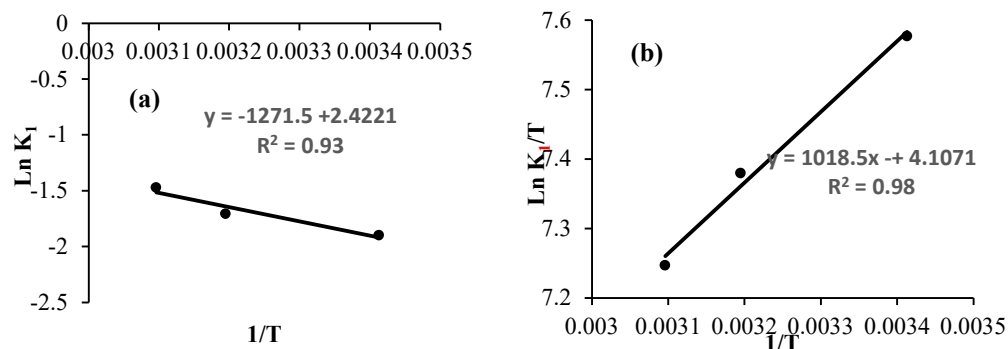 0
0.003 0.0031 0.0032 0.0033 0.0034 0.0035
-0.5
-1
-1.5
-2
-2.5
(a)
y = -1271.5 +2.4221
R² = 0.93
Ln K₁
1/T
7.6
7.5
7.4
7.3
7.2
(b)
y = 1018.5x -+ 4.1071
R² = 0.98
Ln K₁/T
0.003 0.0031 0.0032 0.0033 0.0034 0.0035
1/T